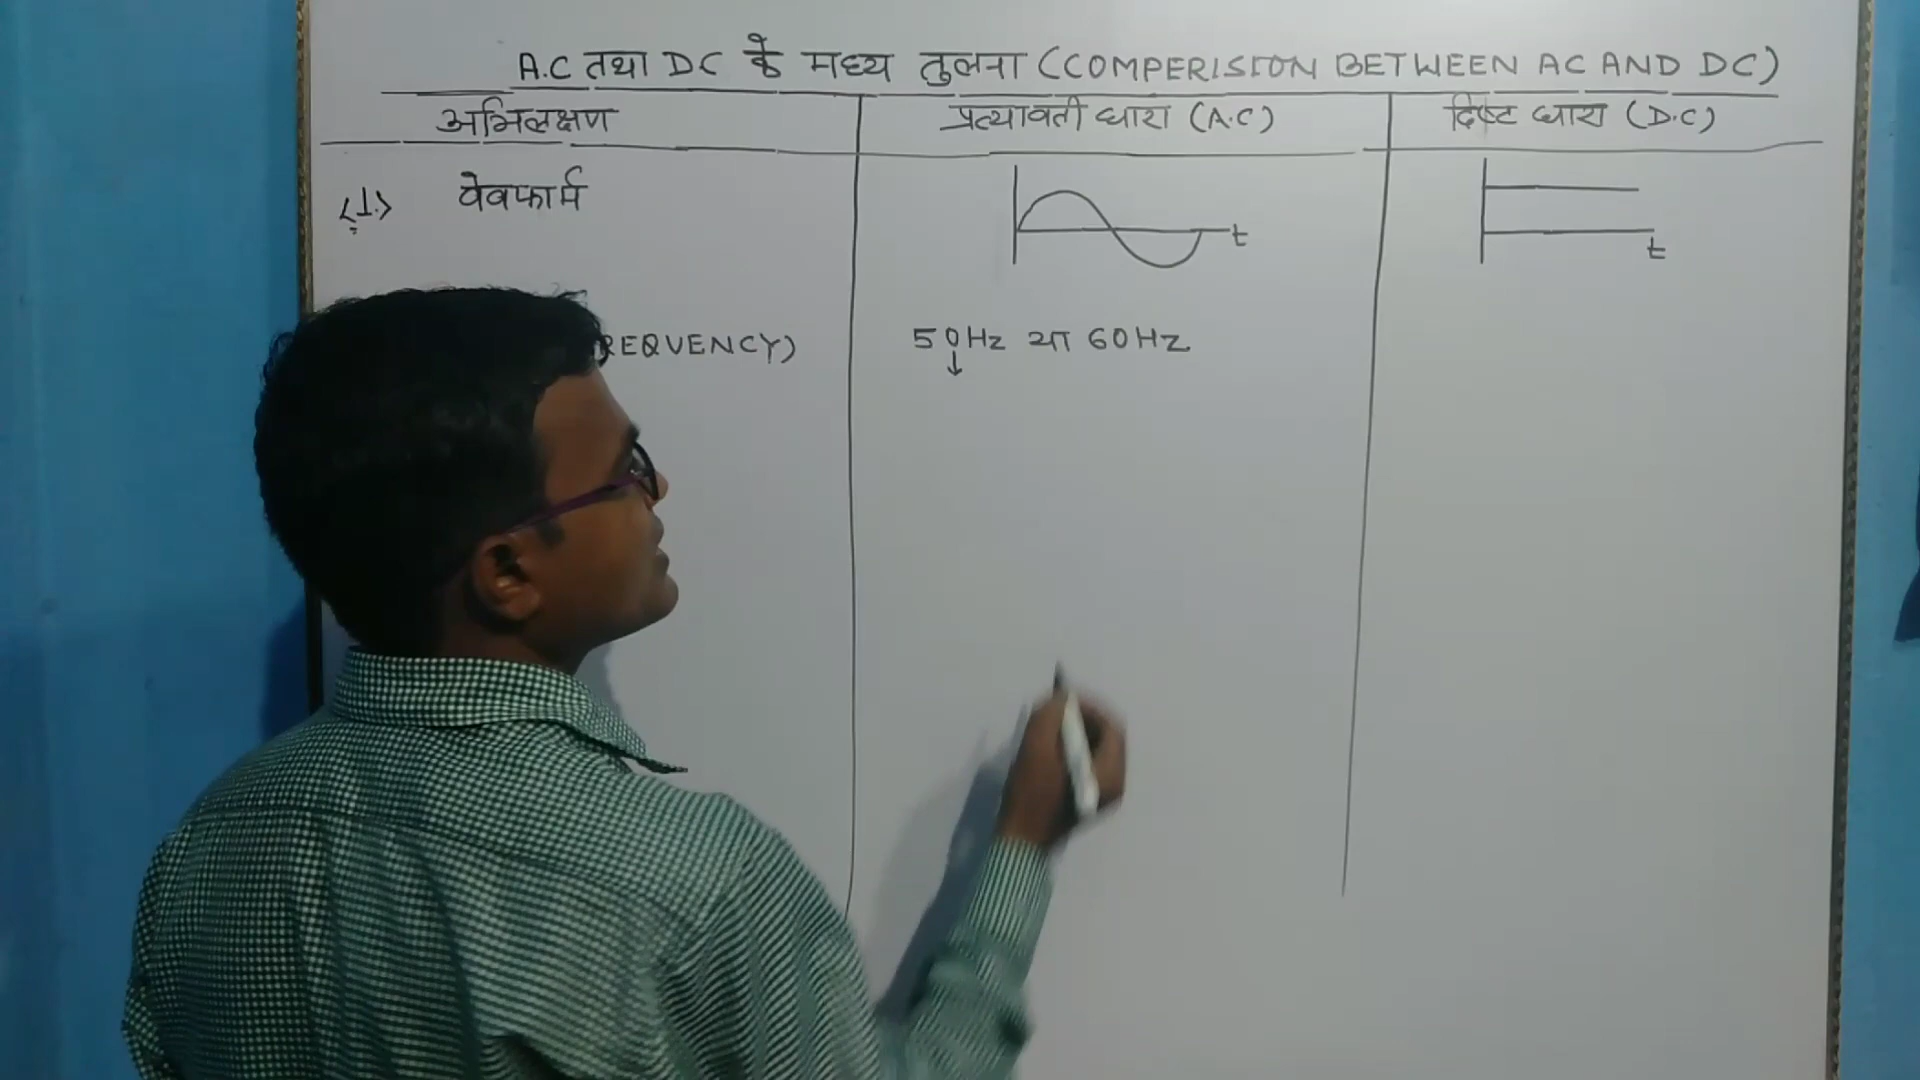 A.C तथा DC के मध्य तुलना (COMPERISION BETWEEN AC AND DC)
अभिलक्षण प्रत्यावर्ती धारा (A.C) दिष्ट धारा (D.C)
<1> वेवफार्म
t t
REQVENCY) 50Hz या 60Hz